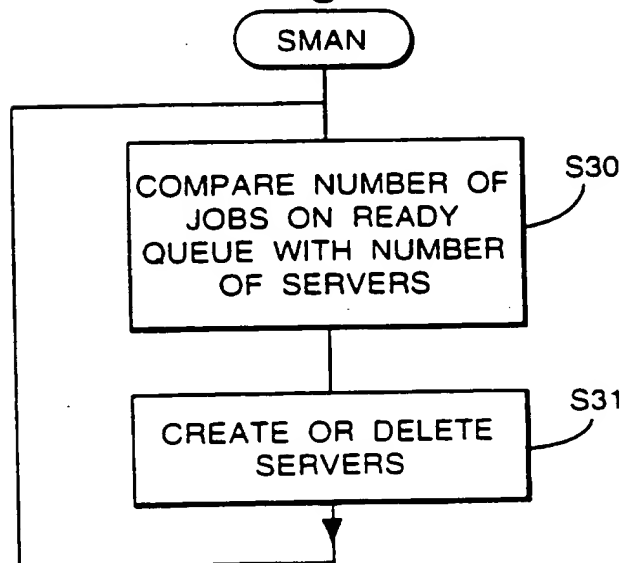 SMAN
COMPARE NUMBER OF
JOBS ON READY
QUEUE WITH NUMBER
OF SERVERS
S30
CREATE OR DELETE
SERVERS
S31